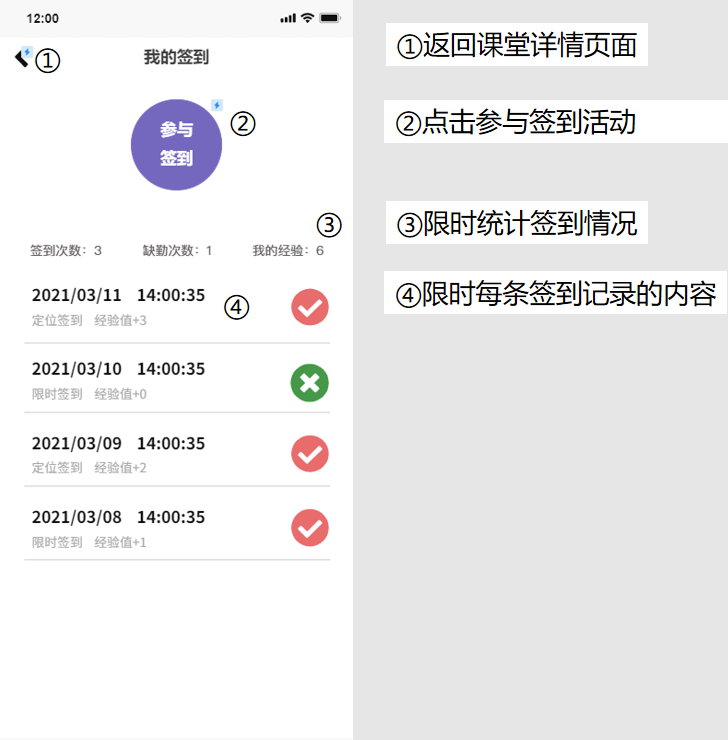 12:00
①
我的签到
①返回课堂详情页面
参与
签到
②
②点击参与签到活动
③
③限时统计签到情况
签到次数：3 缺勤次数：1 我的经验：6
2021/03/11 14:00:35
④
④限时每条签到记录的内容
定位签到 经验值+3
2021/03/10 14:00:35
限时签到 经验值+0
2021/03/09 14:00:35
定位签到 经验值+2
2021/03/08 14:00:35
限时签到 经验值+1